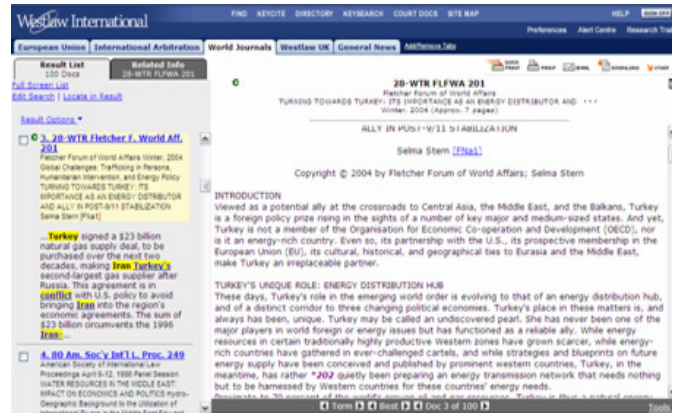 Westlaw International
FIND KEYCITE DIRECTORY KEYSEARCH COURT DOCS SITE MAP
HELP SIGN OFF
Preferences Alert Centre Research Trail
European Union International Arbitration World Journals Westlaw UK General News Add/Remove Tabs
Result List
100 Docs
Related Info
28-WTR FLFWA 201
Full Screen List
Edit Search | Locate in Result
Result Options
3. 28-WTR Fletcher F. World Aff. 201
Fletcher Forum of World Affairs Winter, 2004
Global Challenges: Trafficking in Persons,
Humanitarian Intervention, and Energy Policy
TURNING TOWARDS TURKEY: ITS
IMPORTANCE AS AN ENERGY DISTRIBUTOR
AND ALLY IN POST-9/11 STABILIZATION
Selma Stern [FNa1]
...Turkey signed a $23 billion
natural gas supply deal, to be
purchased over the next two
decades, making Iran Turkey's
second-largest gas supplier after
Russia. This agreement is in
conflict with U.S. policy to avoid
bringing Iran into the region's
economic agreements. The sum of
$23 billion circumvents the 1996
Iran-...
4. 80 Am. Soc'y Int'l L. Proc. 249
American Society of International Law
Proceedings April 9-12, 1986 Panel Session
WATER RESOURCES IN THE MIDDLE EAST:
IMPACT ON ECONOMICS AND POLITICS Hydro-
Geographic Background to the Utilization of
QUICK PRINT PRINT EMAIL DOWNLOAD OTHER
28-WTR FLFWA 201
Fletcher Forum of World Affairs
TURNING TOWARDS TURKEY: ITS IMPORTANCE AS AN ENERGY DISTRIBUTOR AND ...
Winter, 2004 (Approx. 7 pages)
ALLY IN POST-9/11 STABILIZATION
Selma Stern [FNa1]
Copyright © 2004 by Fletcher Forum of World Affairs; Selma Stern
INTRODUCTION
Viewed as a potential ally at the crossroads to Central Asia, the Middle East, and the Balkans, Turkey
is a foreign policy prize rising in the sights of a number of key major and medium-sized states. And yet,
Turkey is not a member of the Organisation for Economic Co-operation and Development (OECD), nor
is it an energy-rich country. Even so, its partnership with the U.S., its prospective membership in the
European Union (EU), its cultural, historical, and geographical ties to Eurasia and the Middle East,
make Turkey an irreplaceable partner.
TURKEY'S UNIQUE ROLE: ENERGY DISTRIBUTION HUB
These days, Turkey's role in the emerging world order is evolving to that of an energy distribution hub,
and of a distinct corridor to three changing political economies. Turkey's place in these matters is, and
always has been, unique. Turkey may be called an undiscovered pearl. She has never been one of the
major players in world foreign or energy issues but has functioned as a reliable ally. While energy
resources in certain traditionally highly productive Western zones have grown scarcer, while energy-
rich countries have gathered in ever-challenged cartels, and while strategies and blueprints on future
energy supply have been conceived and published by prominent western countries, Turkey, in the
meantime, has rather *202 quietly been preparing an energy transmission network that needs nothing
but to be harnessed by Western countries for these countries' energy needs.
Term Best Doc 3 of 100
Tools